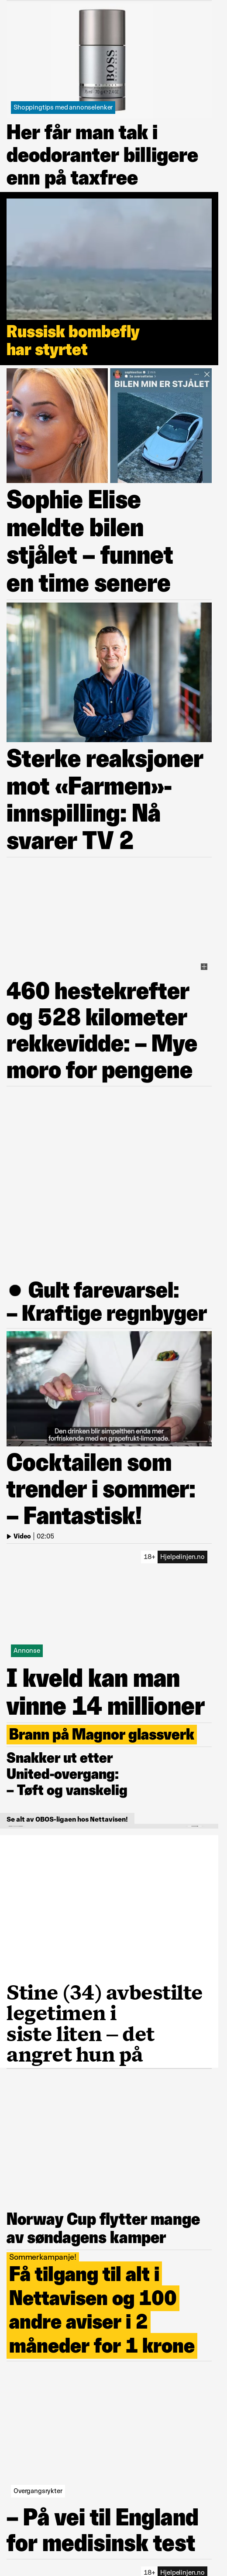 BOSS
HUGO BOSS
Shoppingtips med annonselenker
Her får man tak i
deodoranter billigere
enn på taxfree
Russisk bombefly
har styrtet
BILEN MIN ER STJÅLET
Sophie Elise
meldte bilen
stjålet – funnet
en time senere
Sterke reaksjoner
mot «Farmen»-
innspilling: Nå
svarer TV 2
460 hestekrefter
og 528 kilometer
rekkevidde: – Mye
moro for pengene
● Gult farevarsel:
– Kraftige regnbyger
Den drinken blir simpelthen enda mer
forfriskende med en grapefrukt-limonade.
Cocktailen som
trender i sommer:
– Fantastisk!
Video | 02:05
18+ Hjelpelinjen.no
Annonse
I kveld kan man
vinne 14 millioner
Brann på Magnor glassverk
Snakker ut etter
United-overgang:
– Tøft og vanskelig
Se alt av OBOS-ligaen hos Nettavisen!
Stine (34) avbestilte
legetimen i
siste liten – det
angret hun på
Norway Cup flytter mange
av søndagens kamper
Sommerkampanje!
Få tilgang til alt i
Nettavisen og 100
andre aviser i 2
måneder for 1 krone
Overgangsrykter
– På vei til England
for medisinsk test
18+ Hjelpelinjen.no